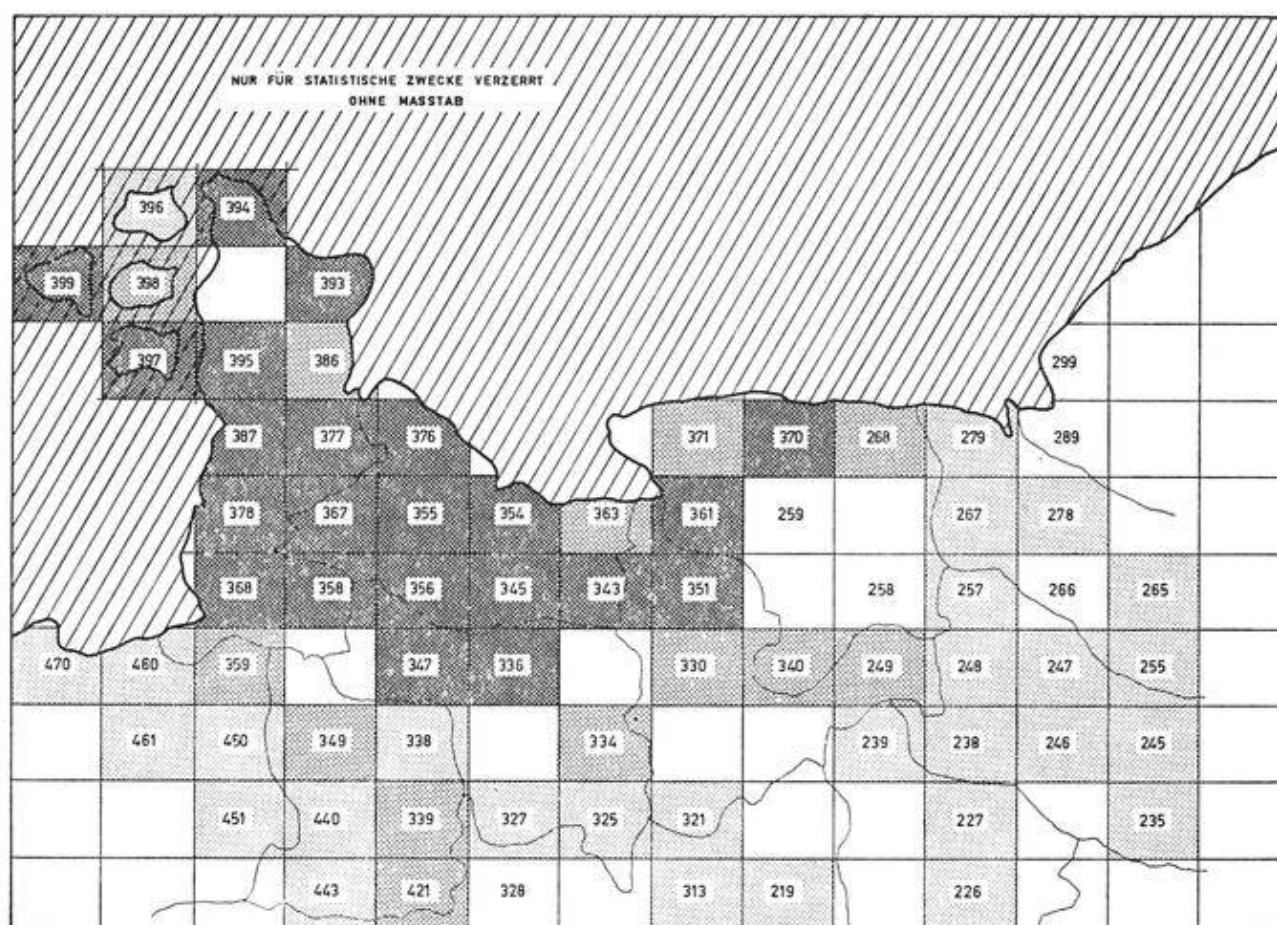 NUR FÜR STATISTISCHE ZWECKE VERZERRT
OHNE MASSTAB
396 394
399 398 393
397 395 386 299
387 377 376 371 370 268 279 289
378 367 355 354 363 361 259 267 278
368 358 356 345 343 351 258 257 266 265
470 460 359 347 336 330 340 249 248 247 255
461 450 349 338 334 239 238 246 245
451 440 339 327 325 321 227 235
443 421 328 313 219 226